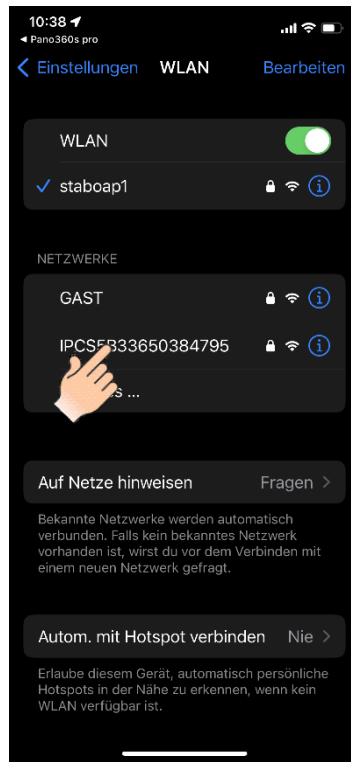 10:38
◀ Pano360s pro
Einstellungen WLAN Bearbeiten
WLAN
staboap1
NETZWERKE
GAST
IPCS5B33650384795
...
Auf Netze hinweisen Fragen
Bekannte Netzwerke werden automatisch
verbunden. Falls kein bekanntes Netzwerk
vorhanden ist, wirst du vor dem Verbinden mit
einem neuen Netzwerk gefragt.
Autom. mit Hotspot verbinden Nie
Erlaube diesem Gerät, automatisch persönliche
Hotspots in der Nähe zu erkennen, wenn kein
WLAN verfügbar ist.